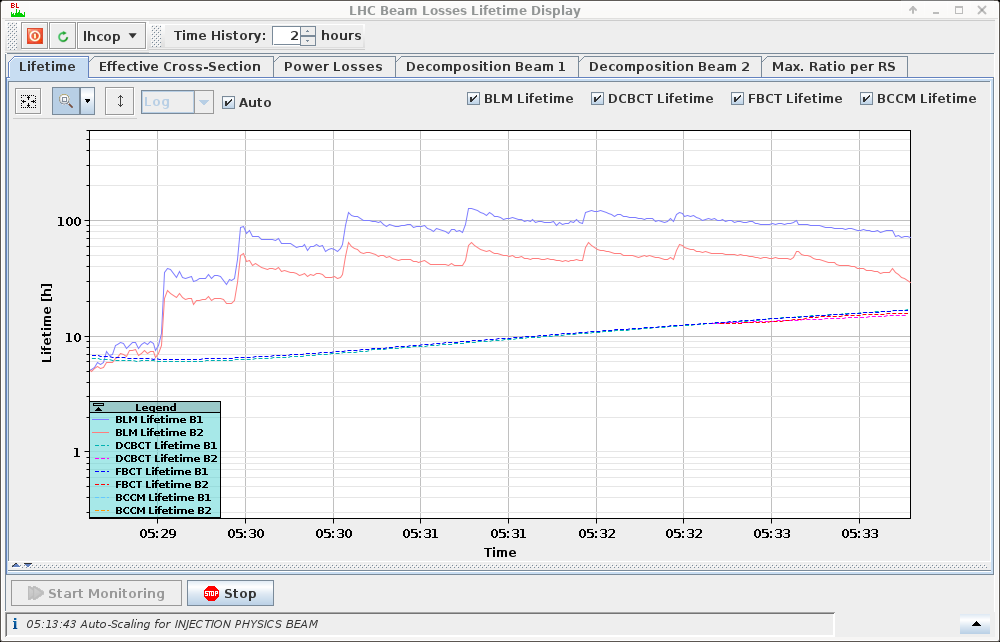 BL
LHC Beam Losses Lifetime Display
lhcop Time History: 2 hours
Lifetime Effective Cross-Section Power Losses Decomposition Beam 1 Decomposition Beam 2 Max. Ratio per RS
Log Auto BLM Lifetime DCBCT Lifetime FBCT Lifetime BCCM Lifetime
100
10
1
Lifetime [h]
Legend
BLM Lifetime B1
BLM Lifetime B2
DCBCT Lifetime B1
DCBCT Lifetime B2
FBCT Lifetime B1
FBCT Lifetime B2
BCCM Lifetime B1
BCCM Lifetime B2
05:29 05:30 05:30 05:31 05:31 05:32 05:32 05:33 05:33
Time
Start Monitoring STOP Stop
i 05:13:43 Auto-Scaling for INJECTION PHYSICS BEAM